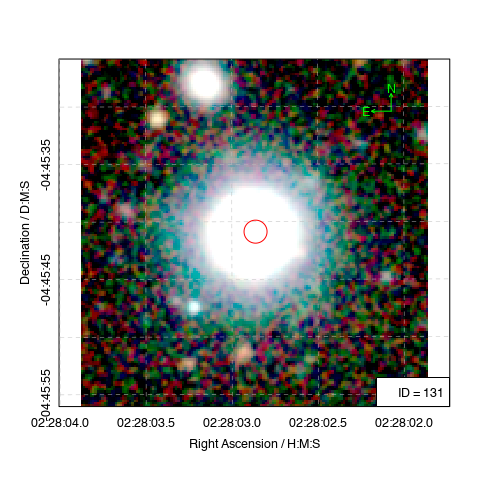 N
E
-04:45:35
-04:45:45
-04:45:55
Declination / D:M:S
ID = 131
02:28:04.0 02:28:03.5 02:28:03.0 02:28:02.5 02:28:02.0
Right Ascension / H:M:S